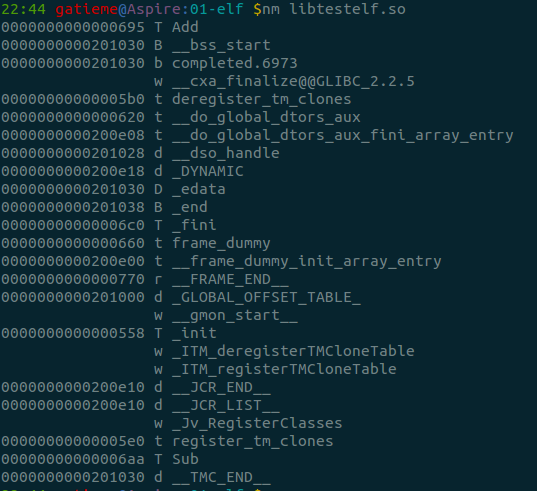 22:44 gatieme@Aspire:01-elf $nm libtestelf.so
0000000000000695 T Add
0000000000201030 B __bss_start
0000000000201030 b completed.6973
                 w __cxa_finalize@@GLIBC_2.2.5
00000000000005b0 t deregister_tm_clones
0000000000000620 t __do_global_dtors_aux
0000000000200e08 t __do_global_dtors_aux_fini_array_entry
0000000000201028 d __dso_handle
0000000000200e18 d _DYNAMIC
0000000000201030 D _edata
0000000000201038 B _end
00000000000006c0 T _fini
0000000000000660 t frame_dummy
0000000000200e00 t __frame_dummy_init_array_entry
0000000000000770 r __FRAME_END__
0000000000201000 d _GLOBAL_OFFSET_TABLE_
                 w __gmon_start__
0000000000000558 T _init
                 w _ITM_deregisterTMCloneTable
                 w _ITM_registerTMCloneTable
0000000000200e10 d __JCR_END__
0000000000200e10 d __JCR_LIST__
                 w _Jv_RegisterClasses
00000000000005e0 t register_tm_clones
00000000000006aa T Sub
0000000000201030 d __TMC_END__